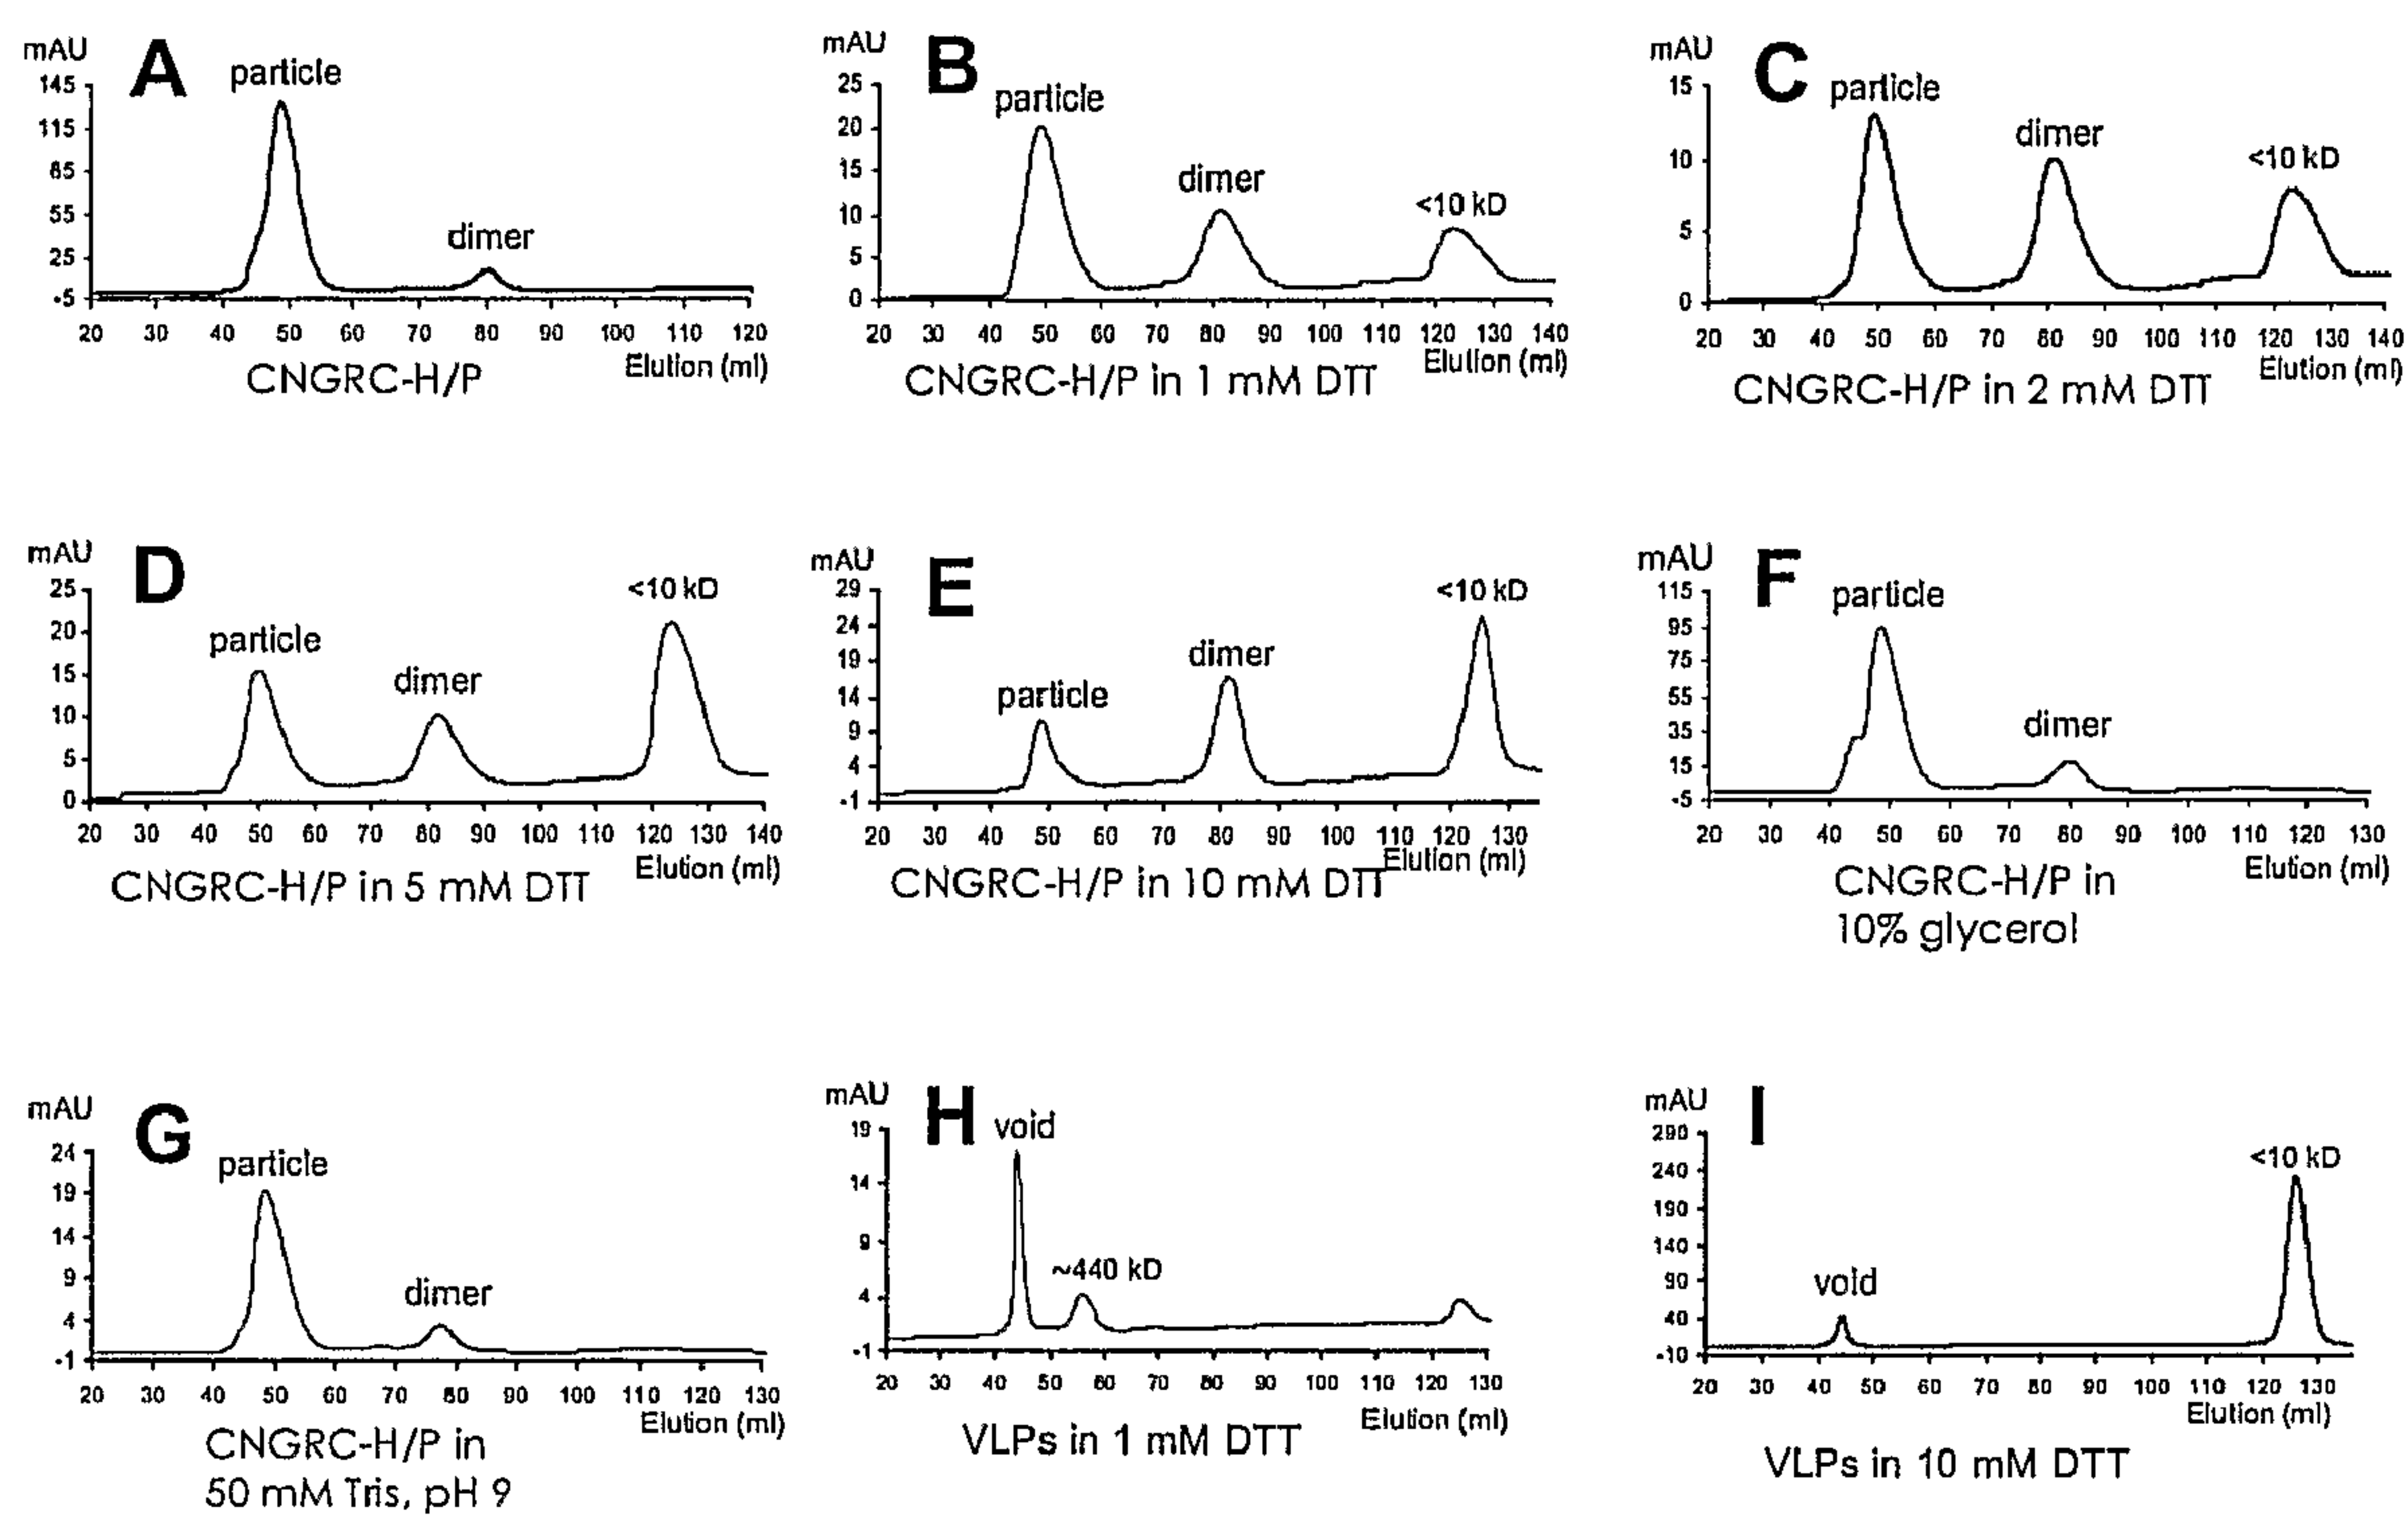 mAU
A
particle
145
115
85
55
25
-5
dimer
20 30 40 50 60 70 80 90 100 110 120
Elution (ml)
CNGRC-H/P
mAU
B
particle
25
20
15
10
5
0
dimer
<10 kD
20 30 40 50 60 70 80 90 100 110 120 130 140
Elution (ml)
CNGRC-H/P in 1 mM DTT
mAU
C
particle
15
10
5
0
dimer
<10 kD
20 30 40 50 60 70 80 90 100 110 120 130 140
Elution (ml)
CNGRC-H/P in 2 mM DTT
mAU
D
<10 kD
25
20
15
10
5
0
particle
dimer
20 30 40 50 60 70 80 90 100 110 120 130 140
Elution (ml)
CNGRC-H/P in 5 mM DTT
mAU
E
<10 kD
29
24
19
14
9
4
-1
dimer
particle
20 30 40 50 60 70 80 90 100 110 120 130
Elution (ml)
CNGRC-H/P in 10 mM DTT
mAU
F
particle
115
95
75
55
35
15
-5
dimer
20 30 40 50 60 70 80 90 100 110 120 130
Elution (ml)
CNGRC-H/P in
10% glycerol
mAU
G
particle
24
19
14
9
4
-1
dimer
20 30 40 50 60 70 80 90 100 110 120 130
Elution (ml)
CNGRC-H/P in
50 mM Tris, pH 9
mAU
H
void
19
14
9
4
-1
~440 kD
20 30 40 50 60 70 80 90 100 110 120 130
Elution (ml)
VLPs in 1 mM DTT
mAU
I
<10 kD
290
240
190
140
90
40
-10
void
20 30 40 50 60 70 80 90 100 110 120 130
Elution (ml)
VLPs in 10 mM DTT